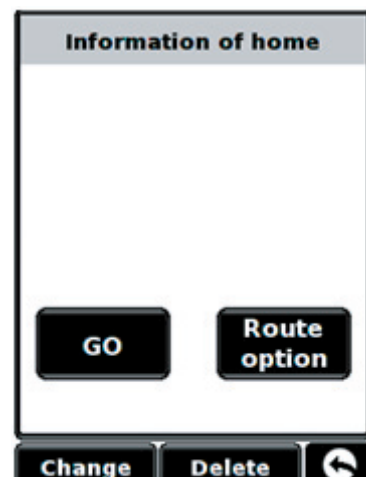 Information of home
GO
Route
option
Change
Delete